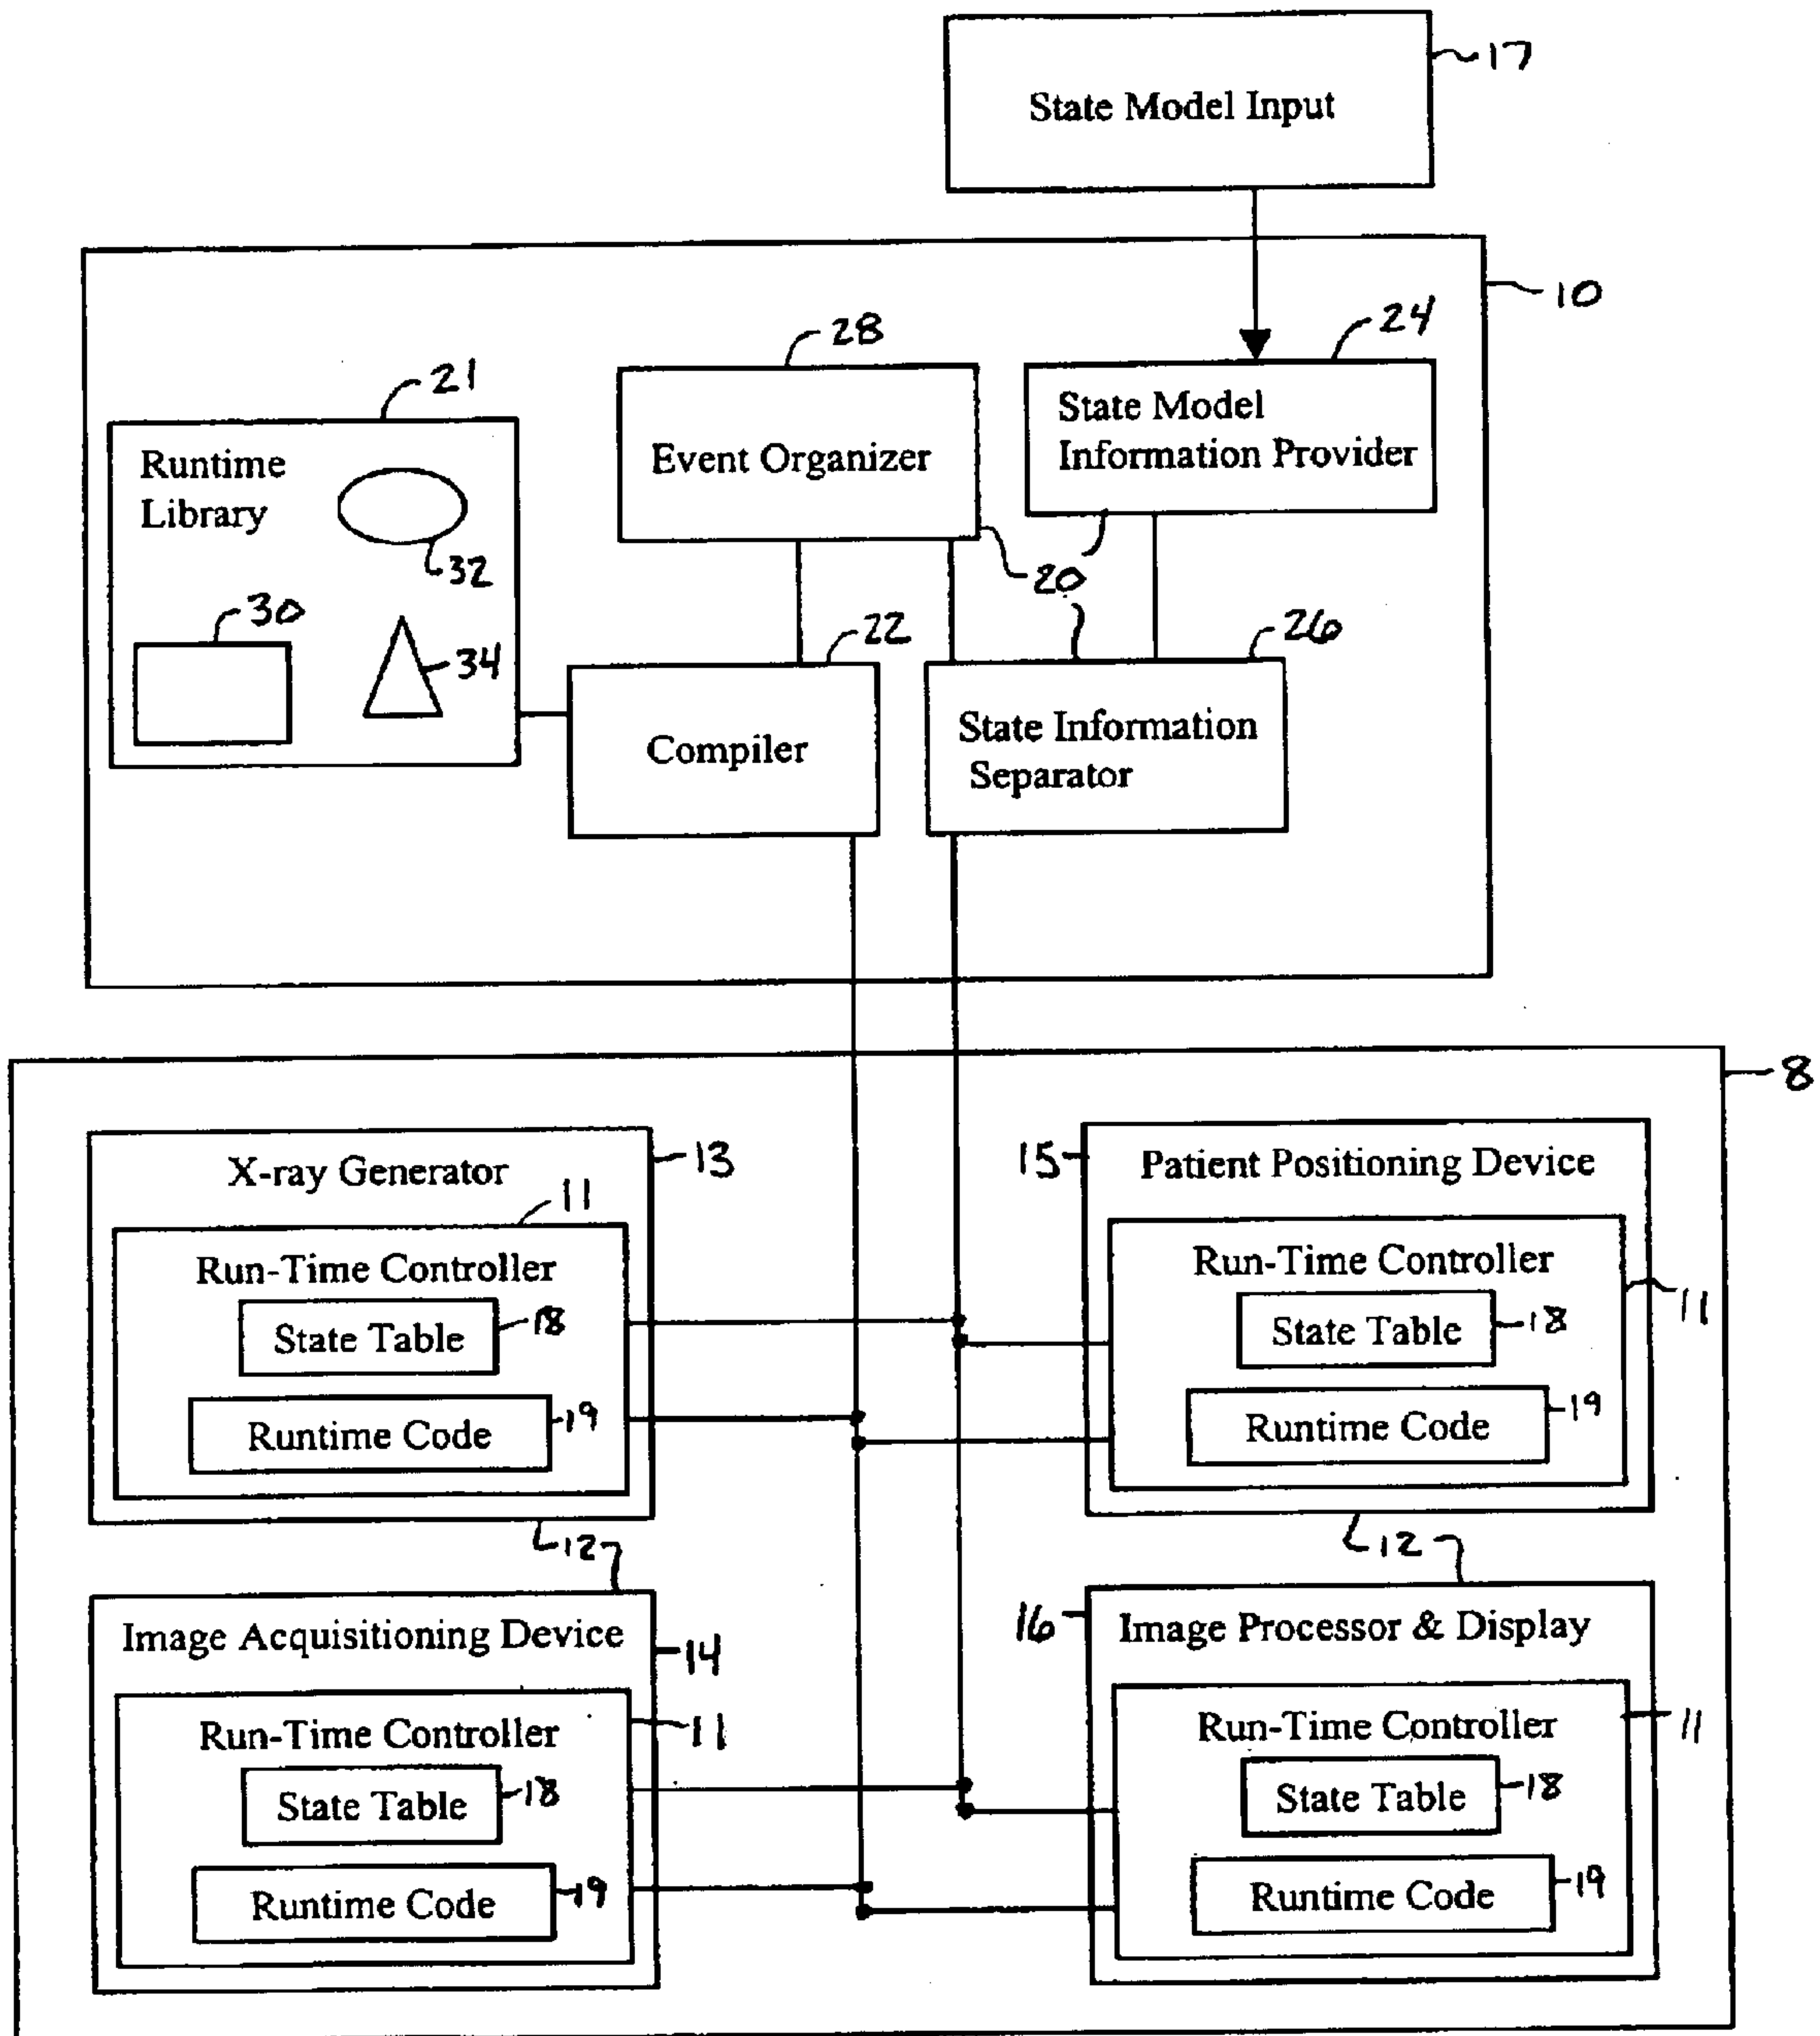 17
State Model Input
10
24
28
21
State Model
Information Provider
Runtime
Library
Event Organizer
32
20
30
22
26
34
State Information
Separator
Compiler
8
13
X-ray Generator
15
Patient Positioning Device
11
Run-Time Controller
Run-Time Controller
11
State Table
18
State Table
18
Runtime Code
19
Runtime Code
19
12
12
Image Acquisitioning Device
14
16
Image Processor & Display
Run-Time Controller
11
Run-Time Controller
11
State Table
18
State Table
18
Runtime Code
19
Runtime Code
19